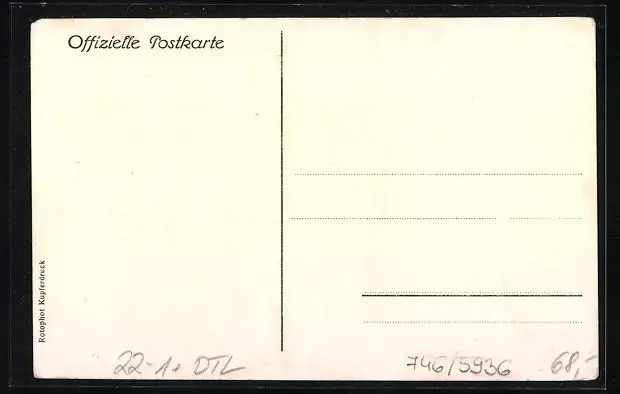 Offizielle Postkarte
Rotophot Kupferdruck
22-1+ DTL
746/5936
68,-